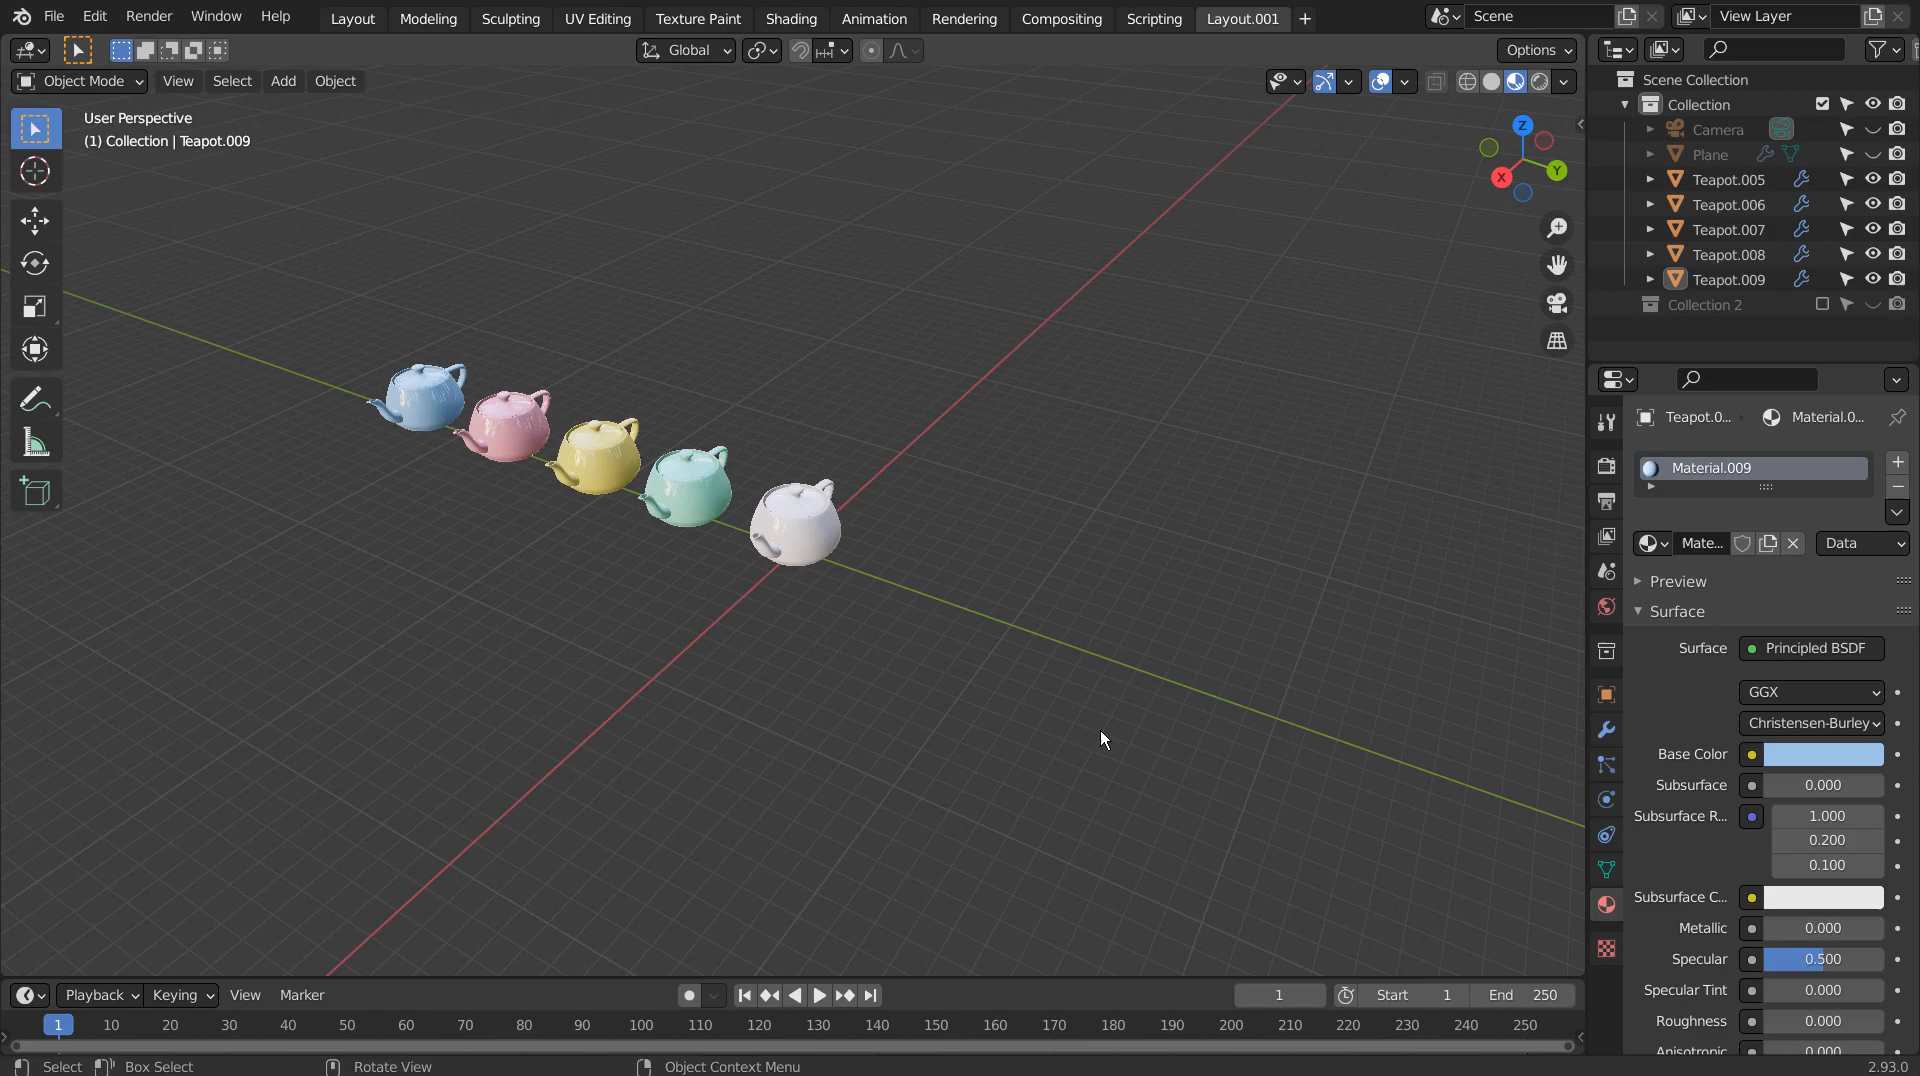 File Edit Render Window Help Layout Modeling Sculpting UV Editing Texture Paint Shading Animation Rendering Compositing Scripting Layout.001 + Scene View Layer
Global Options
Object Mode View Select Add Object
User Perspective
(1) Collection | Teapot.009
Z
Y
X
Scene Collection
Collection
Camera
Plane
Teapot.005
Teapot.006
Teapot.007
Teapot.008
Teapot.009
Collection 2
Teapot.0... Material.0...
Material.009
Mate... Data
Preview
Surface
Surface Principled BSDF
GGX
Christensen-Burley
Base Color
Subsurface 0.000
Subsurface R... 1.000
0.200
0.100
Subsurface C...
Metallic 0.000
Specular 0.500
Specular Tint 0.000
Roughness 0.000
Anisotropic 0.000
Playback Keying View Marker 1 Start 1 End 250
1 10 20 30 40 50 60 70 80 90 100 110 120 130 140 150 160 170 180 190 200 210 220 230 240 250
Select Box Select Rotate View Object Context Menu 2.93.0